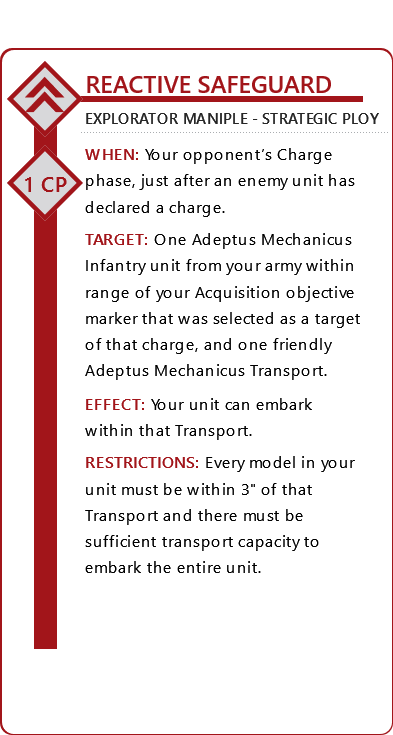 REACTIVE SAFEGUARD
EXPLORATOR MANIPLE - STRATEGIC PLOY
1 CP
WHEN: Your opponent's Charge
phase, just after an enemy unit has
declared a charge.
TARGET: One Adeptus Mechanicus
Infantry unit from your army within
range of your Acquisition objective
marker that was selected as a target
of that charge, and one friendly
Adeptus Mechanicus Transport.
EFFECT: Your unit can embark
within that Transport.
RESTRICTIONS: Every model in your
unit must be within 3" of that
Transport and there must be
sufficient transport capacity to
embark the entire unit.